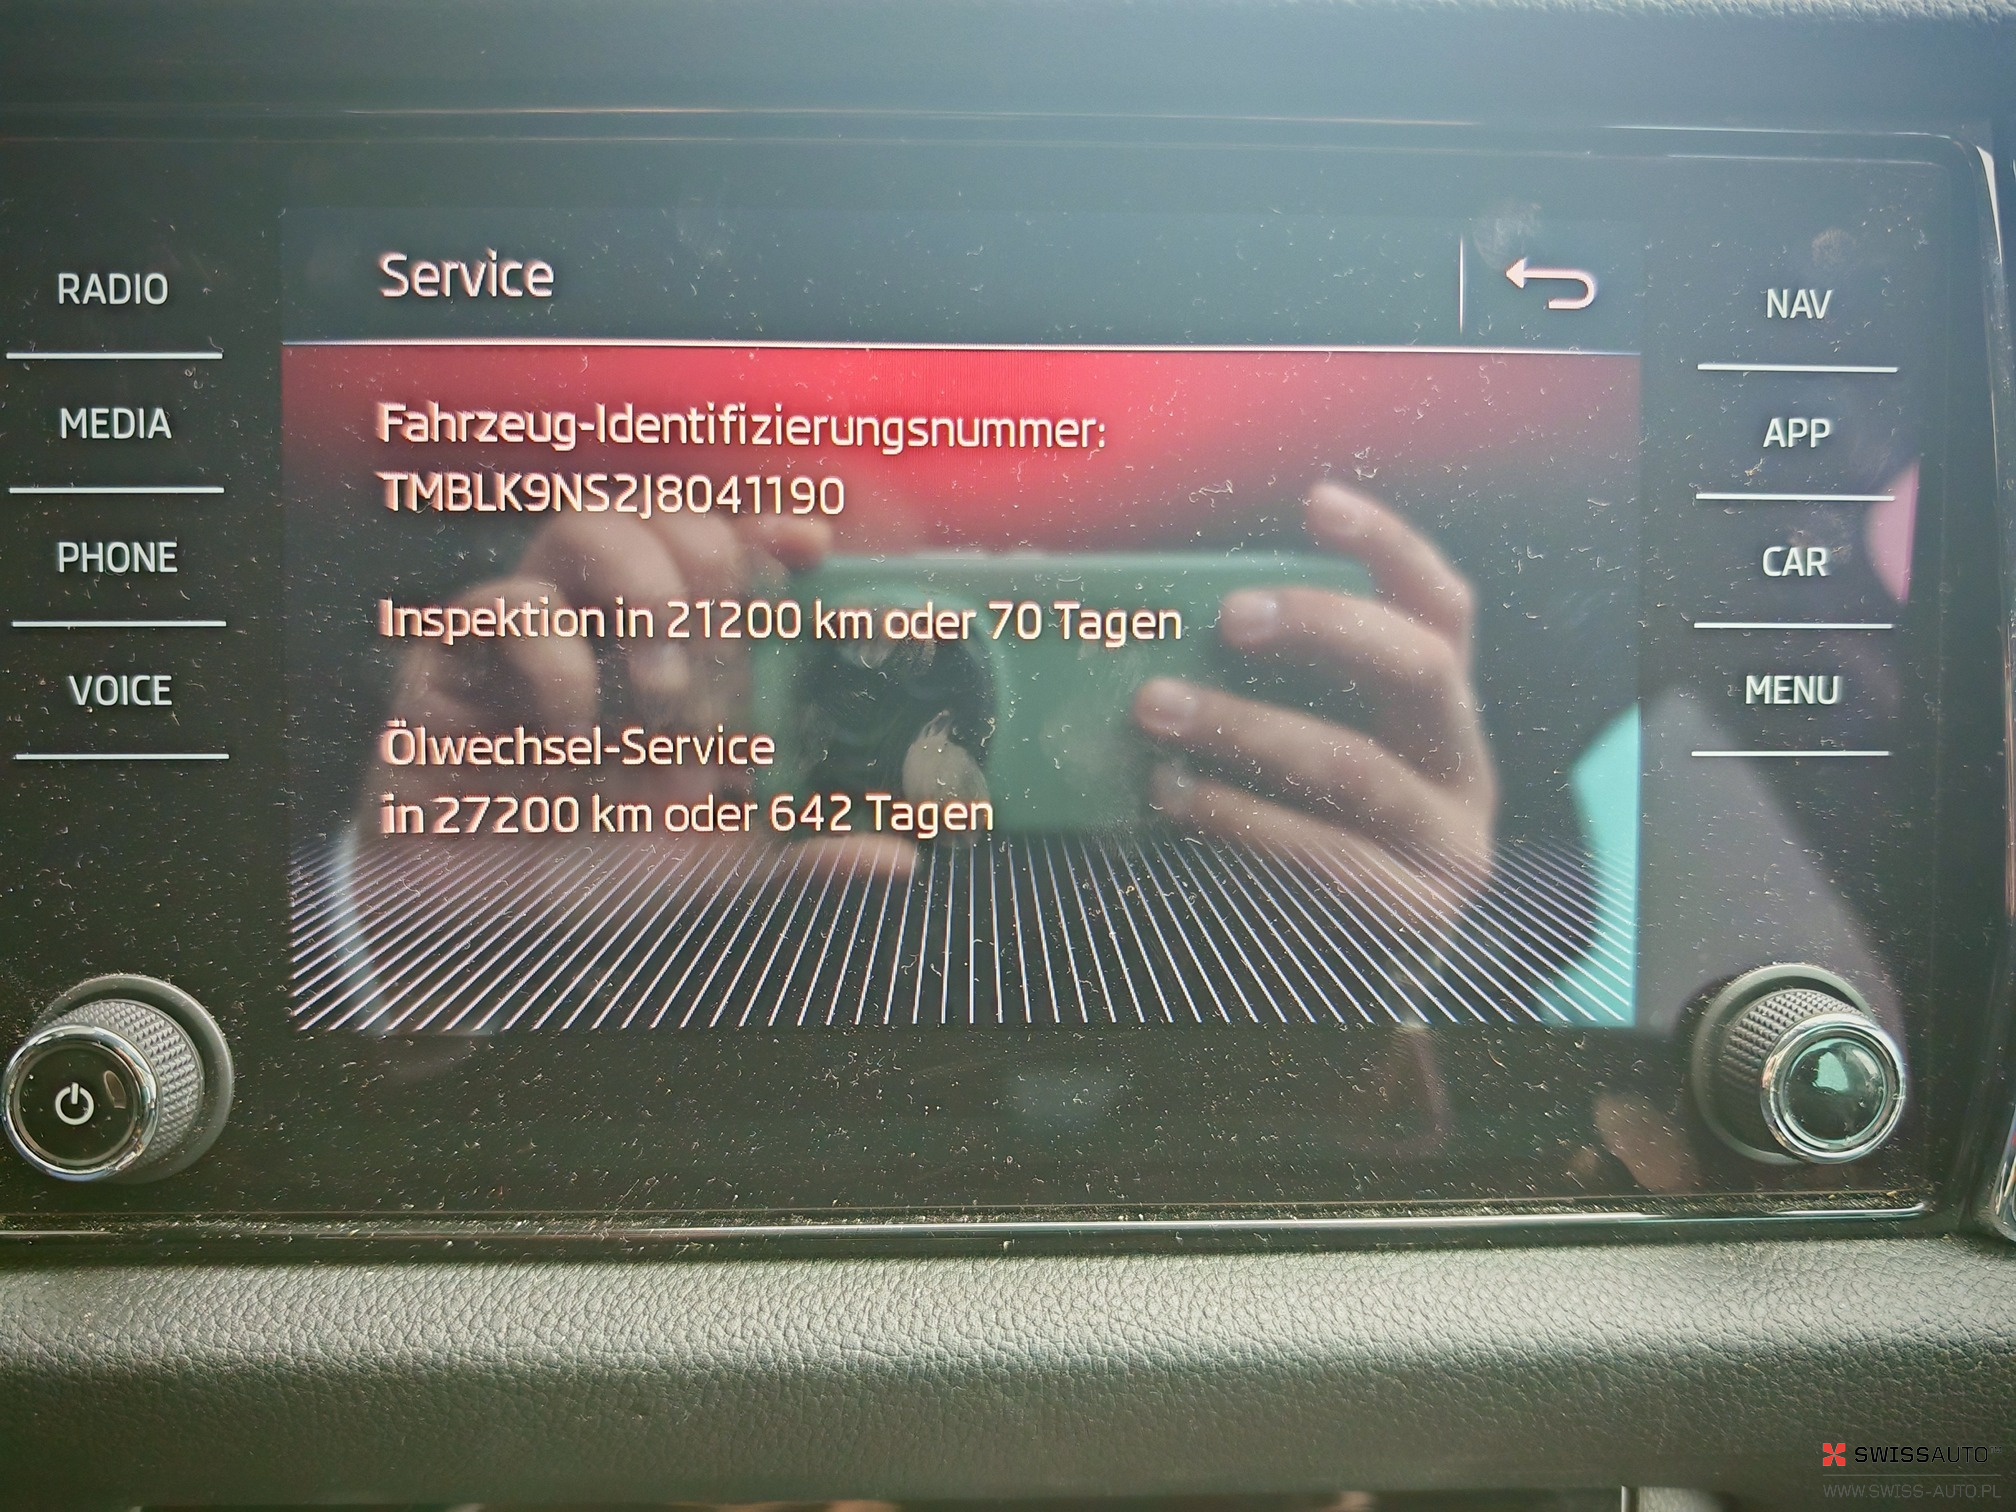 Service
RADIO
MEDIA
PHONE
VOICE
Fahrzeug-Identifizierungsnummer:
TMBLK9NS2J8041190
Inspektion in 21200 km oder 70 Tagen
Ölwechsel-Service
in 27200 km oder 642 Tagen
NAV
APP
CAR
MENU
SWISSAUTO
WWW.SWISS-AUTO.PL